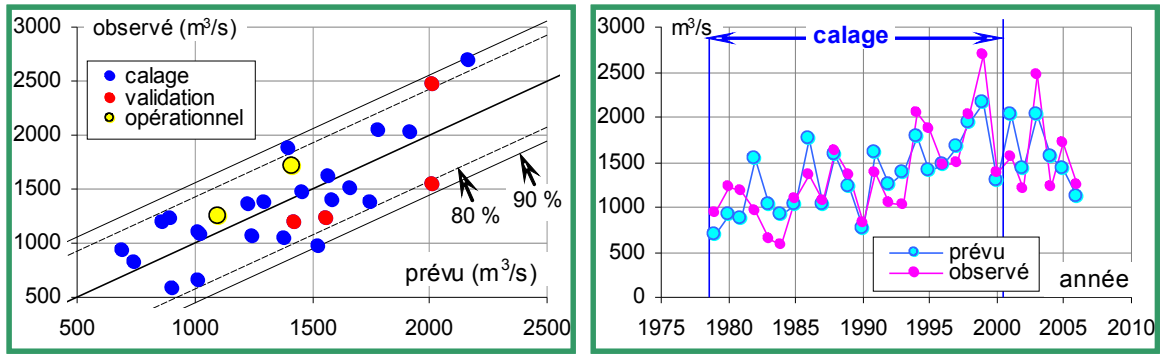 observé (m³/s)
3000
2500
2000
1500
1000
500
calage
validation
opérationnel
80 %
90 %
prévu (m³/s)
500 1000 1500 2000 2500
m³/s
calage
3000
2500
2000
1500
1000
500
0
prévu
observé
année
1975 1980 1985 1990 1995 2000 2005 2010